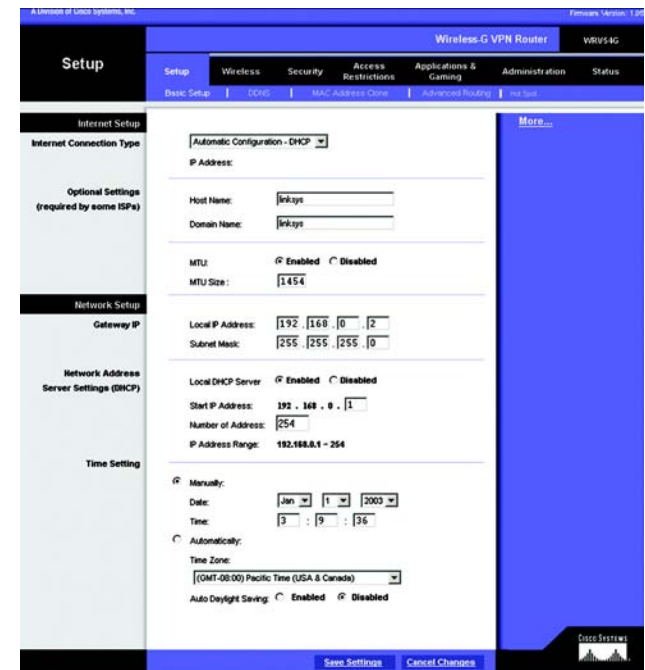 A Division of Cisco Systems, Inc.
Firmware Version: 1.05
Wireless-G VPN Router WRV54G
Setup
Setup Wireless Security Access Restrictions Applications & Gaming Administration Status
Basic Setup | DDNS | MAC Address Clone | Advanced Routing | Hot Spot
Internet Setup
More...
Internet Connection Type
Automatic Configuration - DHCP
IP Address:
Optional Settings
(required by some ISPs)
Host Name: linksys
Domain Name: linksys
MTU: Enabled Disabled
MTU Size : 1454
Network Setup
Gateway IP
Local IP Address: 192 . 168 . 0 . 2
Subnet Mask: 255 . 255 . 255 . 0
Network Address
Server Settings (DHCP)
Local DHCP Server Enabled Disabled
Start IP Address: 192 . 168 . 0 . 1
Number of Address: 254
IP Address Range: 192.168.0.1 ~ 254
Time Setting
Manually:
Date: Jan 1 2003
Time: 3 : 9 : 36
Automatically:
Time Zone:
(GMT-08:00) Pacific Time (USA & Canada)
Auto Daylight Saving: Enabled Disabled
Save Settings Cancel Changes
Cisco Systems